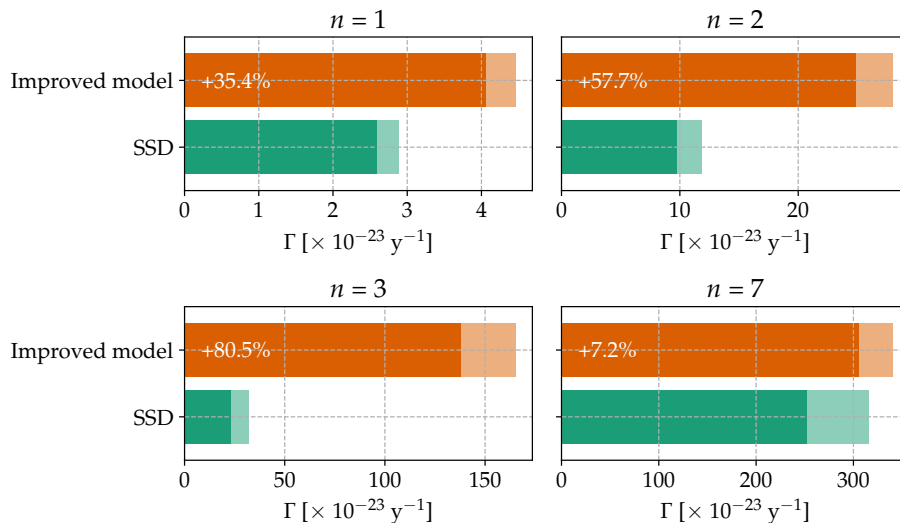 n = 1
n = 2
Improved model
SSD
+35.4%
+57.7%
0 1 2 3 4
0 10 20
Γ [× 10⁻²³ y⁻¹]
Γ [× 10⁻²³ y⁻¹]
n = 3
n = 7
Improved model
SSD
+80.5%
+7.2%
0 50 100 150
0 100 200 300
Γ [× 10⁻²³ y⁻¹]
Γ [× 10⁻²³ y⁻¹]